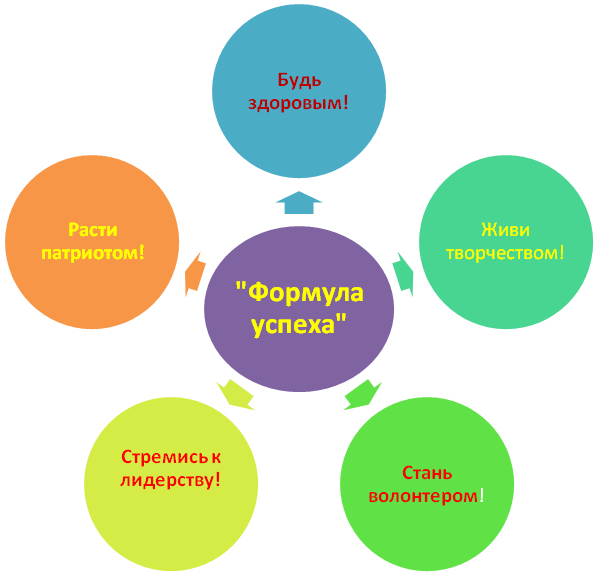 Будь
здоровым!
Расти
патриотом!
Живи
творчеством!
"Формула
успеха"
Стремись к
лидерству!
Стань
волонтером!